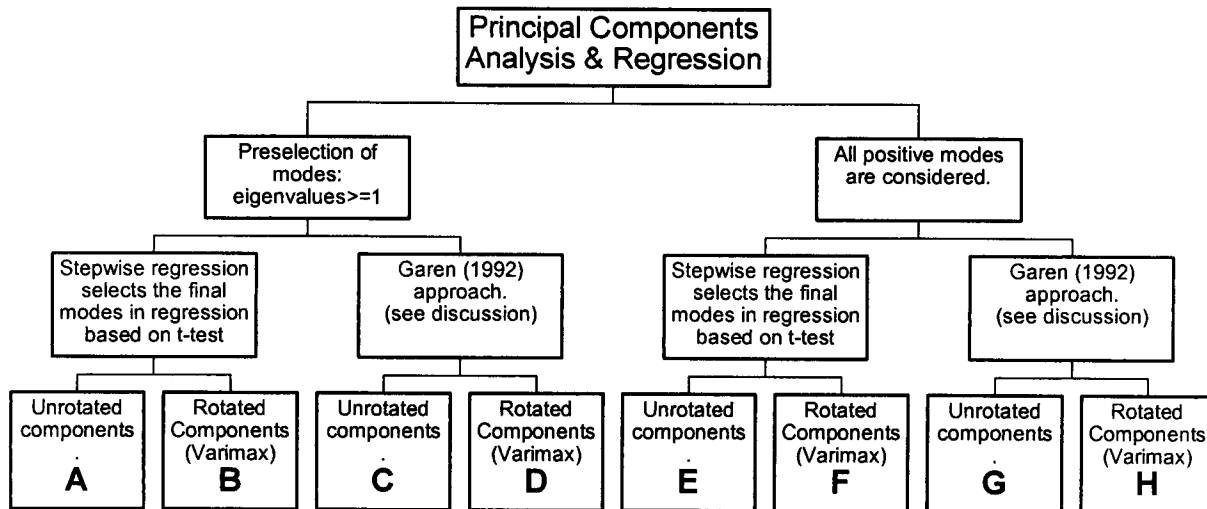 Principal Components
Analysis & Regression
Preselection of
modes:
eigenvalues>=1
All positive modes
are considered.
Stepwise regression
selects the final
modes in regression
based on t-test
Garen (1992)
approach.
(see discussion)
Stepwise regression
selects the final
modes in regression
based on t-test
Garen (1992)
approach.
(see discussion)
Unrotated
components
.
A
Rotated
Components
(Varimax)
B
Unrotated
components
.
C
Rotated
Components
(Varimax)
D
Unrotated
components
.
E
Rotated
Components
(Varimax)
F
Unrotated
components
.
G
Rotated
Components
(Varimax)
H